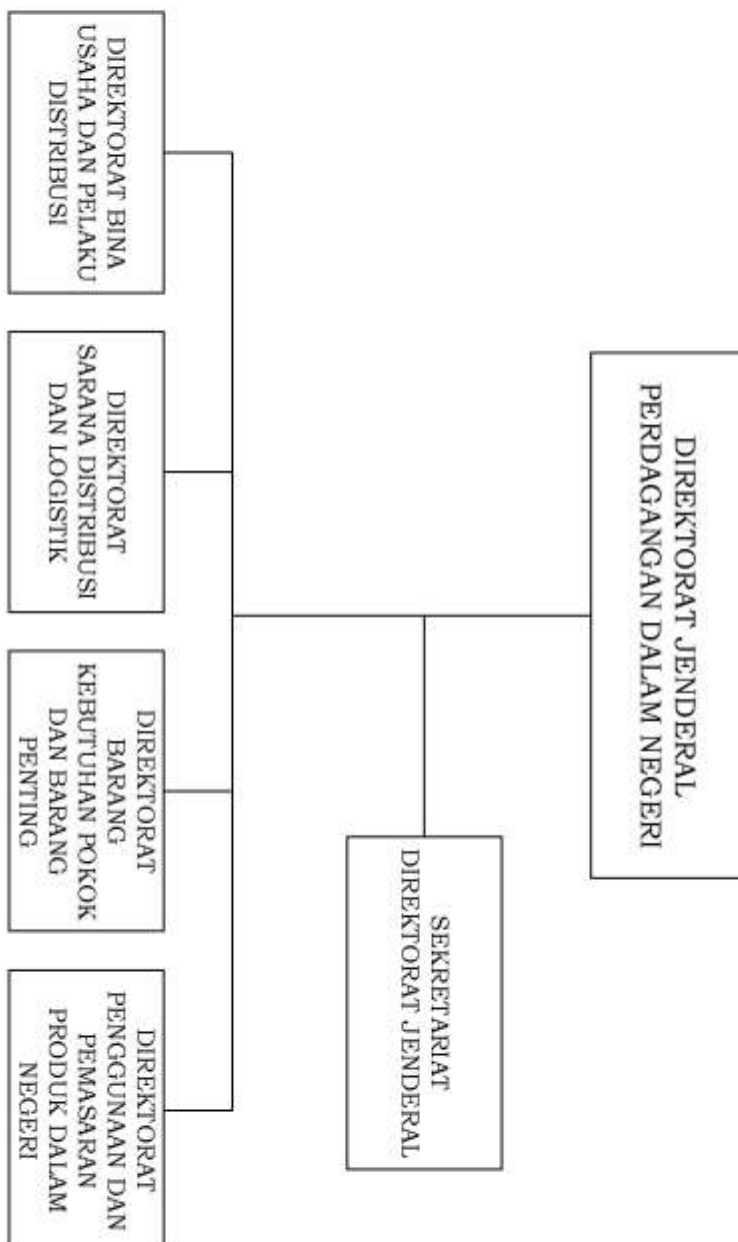 DIREKTORAT JENDERAL
PERDAGANGAN DALAM NEGERI
SEKRETARIAT
DIREKTORAT JENDERAL
DIREKTORAT BINA
USAHA DAN PELAKU
DISTRIBUSI
DIREKTORAT
SARANA DISTRIBUSI
DAN LOGISTIK
DIREKTORAT
BARANG
KEBUTUHAN POKOK
DAN BARANG
PENTING
DIREKTORAT
PENGGUNAAN DAN
PEMASARAN
PRODUK DALAM
NEGERI